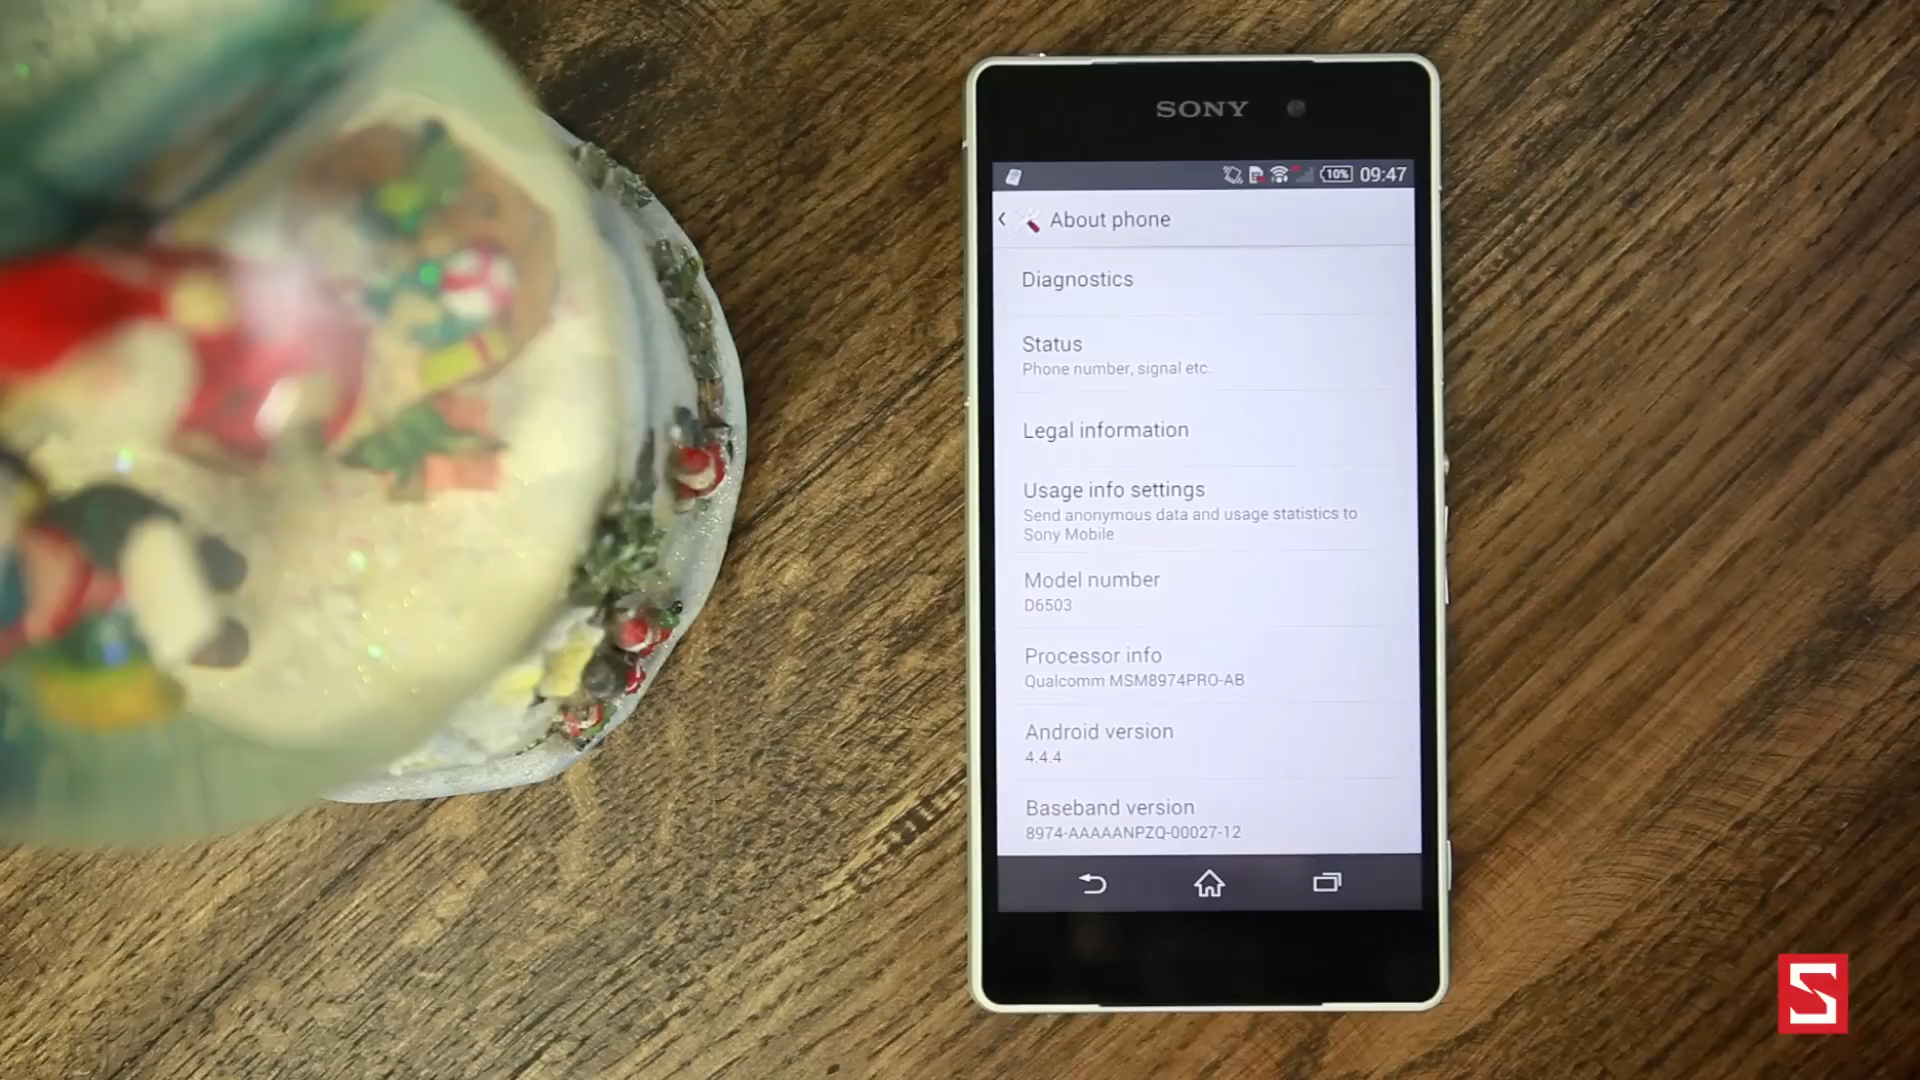 SONY
10% 09:47
About phone
Diagnostics
Status
Phone number, signal etc.
Legal information
Usage info settings
Send anonymous data and usage statistics to
Sony Mobile
Model number
D6503
Processor info
Qualcomm MSM8974PRO-AB
Android version
4.4.4
Baseband version
8974-AAAAANPZQ-00027-12
S